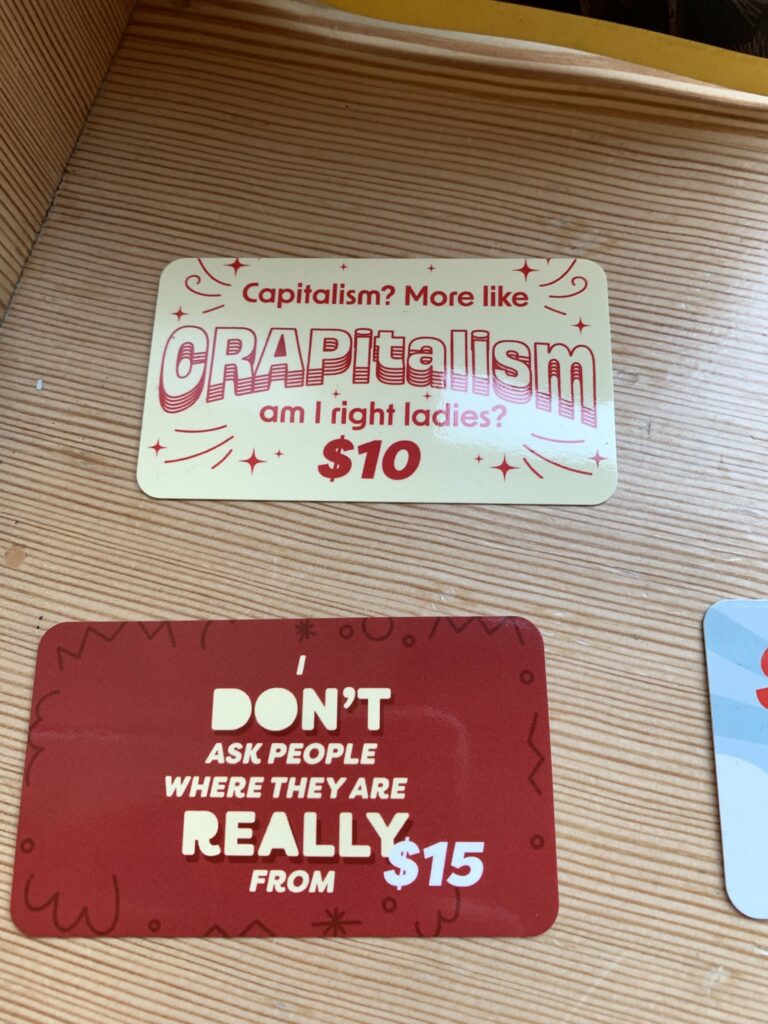 Capitalism? More like
CRAPitalism
am I right ladies?
$10
I
DON'T
ASK PEOPLE
WHERE THEY ARE
REALLY
FROM
$15